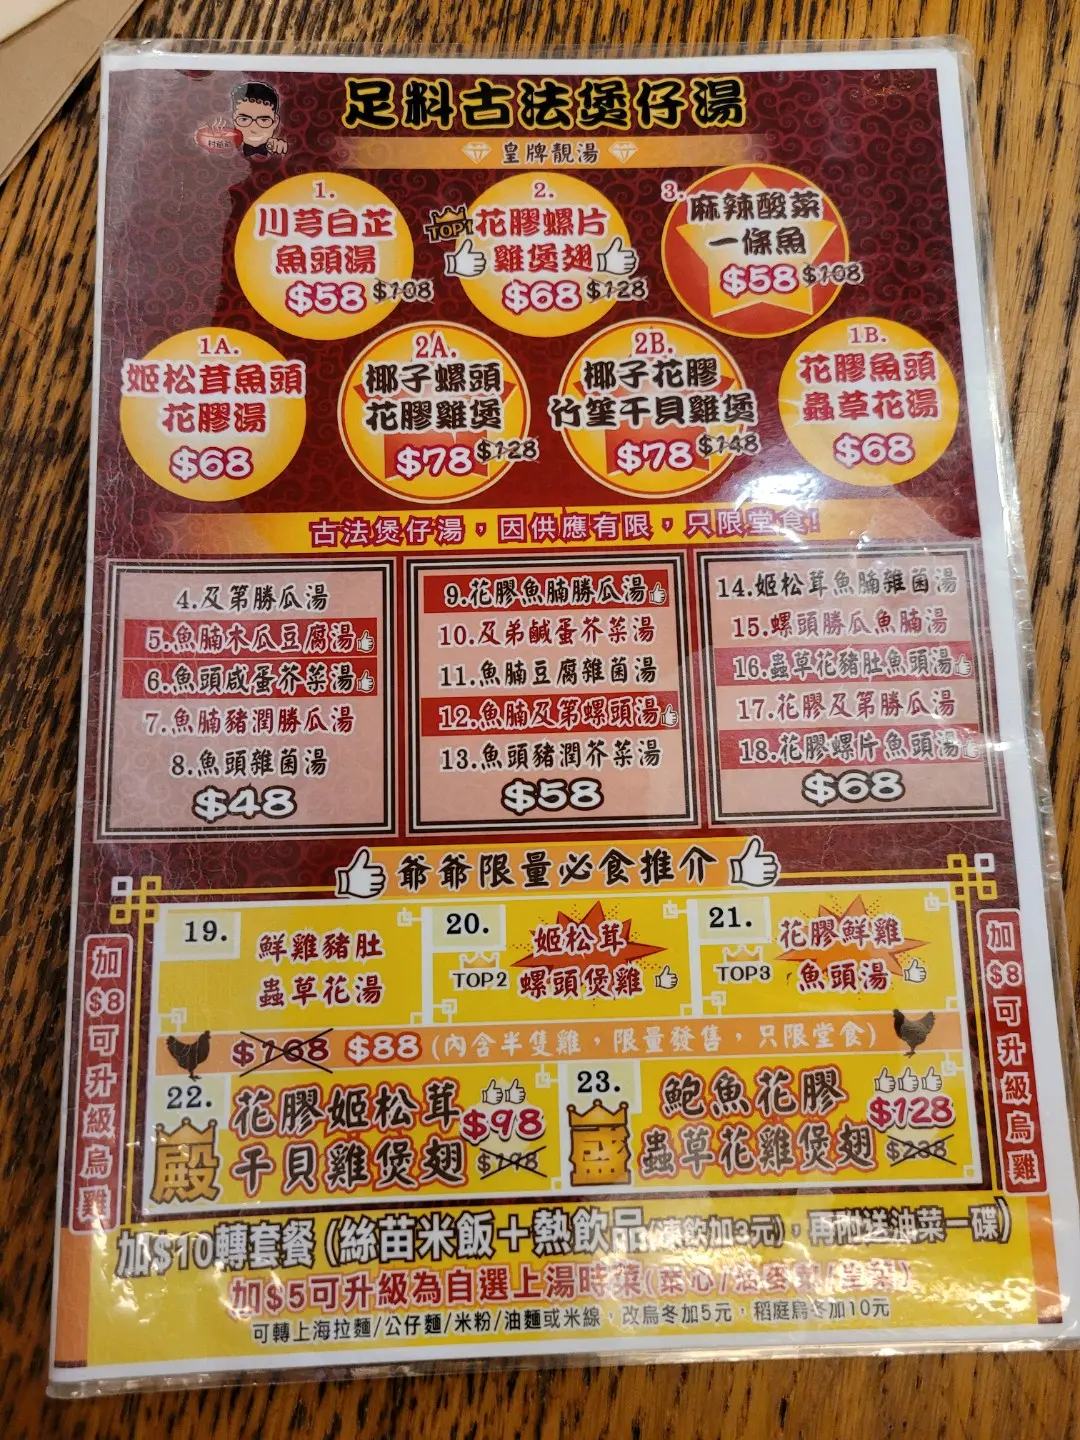 足料古法煲仔湯
皇牌靚湯
1.
川芎白芷
魚頭湯
$58 $108
TOP1
2.
花膠螺片
雞煲翅
$68 $128
3.
麻辣酸菜
一條魚
$58 $108
1A.
姬松茸魚頭
花膠湯
$68
2A.
椰子螺頭
花膠雞煲
$78 $128
2B.
椰子花膠
竹笙干貝雞煲
$78 $148
1B.
花膠魚頭
蟲草花湯
$68
古法煲仔湯，因供應有限，只限堂食!
4.及第勝瓜湯
5.魚腩木瓜豆腐湯
6.魚頭咸蛋芥菜湯
7.魚腩豬潤勝瓜湯
8.魚頭雜菌湯
$48
9.花膠魚腩勝瓜湯
10.及弟鹹蛋芥菜湯
11.魚腩豆腐雜菌湯
12.魚腩及第螺頭湯
13.魚頭豬潤芥菜湯
$58
14.姬松茸魚腩雜菌湯
15.螺頭勝瓜魚腩湯
16.蟲草花豬肚魚頭湯
17.花膠及第勝瓜湯
18.花膠螺片魚頭湯
$68
爺爺限量必食推介
加$8可升級烏雞
19.
鮮雞豬肚
蟲草花湯
20.
TOP2
姬松茸
螺頭煲雞
21.
TOP3
花膠鮮雞
魚頭湯
$168 $88 (內含半隻雞，限量發售，只限堂食)
22.
殿
花膠姬松茸
干貝雞煲翅
$98
$198
23.
盛
鮑魚花膠
蟲草花雞煲翅
$128
$238
加$8可升級烏雞
加$10轉套餐(絲苗米飯＋熱飲品(凍飲加3元)，再附送油菜一碟)
加$5可升級為自選上湯時菜(菜心/
可轉上海拉麵/公仔麵/米粉/油麵或米線，改烏冬加5元，稻庭烏冬加10元